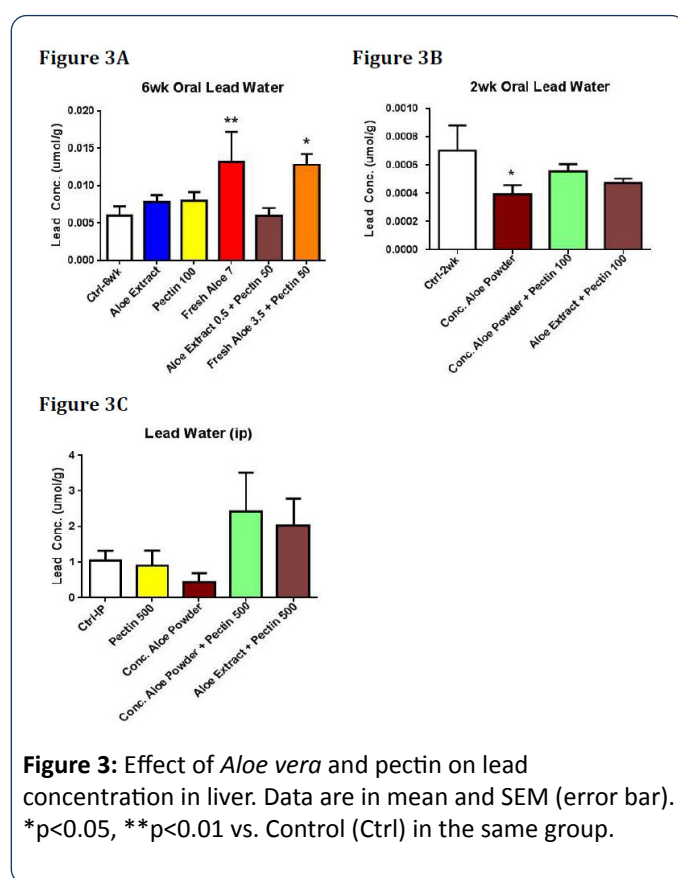 Figure 3A
6wk Oral Lead Water
Lead Conc. (umol/g)
0.020
0.015
0.010
0.005
0.000
**
*
Ctrl-6wk
Aloe Extract
Pectin 100
Fresh Aloe 7
Aloe Extract 0.5 + Pectin 50
Fresh Aloe 3.5 + Pectin 50
Figure 3B
2wk Oral Lead Water
Lead Conc. (umol/g)
0.0010
0.0008
0.0006
0.0004
0.0002
0.0000
*
Ctrl-2wk
Conc. Aloe Powder
Conc. Aloe Powder + Pectin 100
Aloe Extract + Pectin 100
Figure 3C
Lead Water (ip)
Lead Conc. (umol/g)
4
3
2
1
0
Ctrl-IP
Pectin 500
Conc. Aloe Powder
Conc. Aloe Powder + Pectin 500
Aloe Extract + Pectin 500
Figure 3: Effect of Aloe vera and pectin on lead
concentration in liver. Data are in mean and SEM (error bar).
*p<0.05, **p<0.01 vs. Control (Ctrl) in the same group.